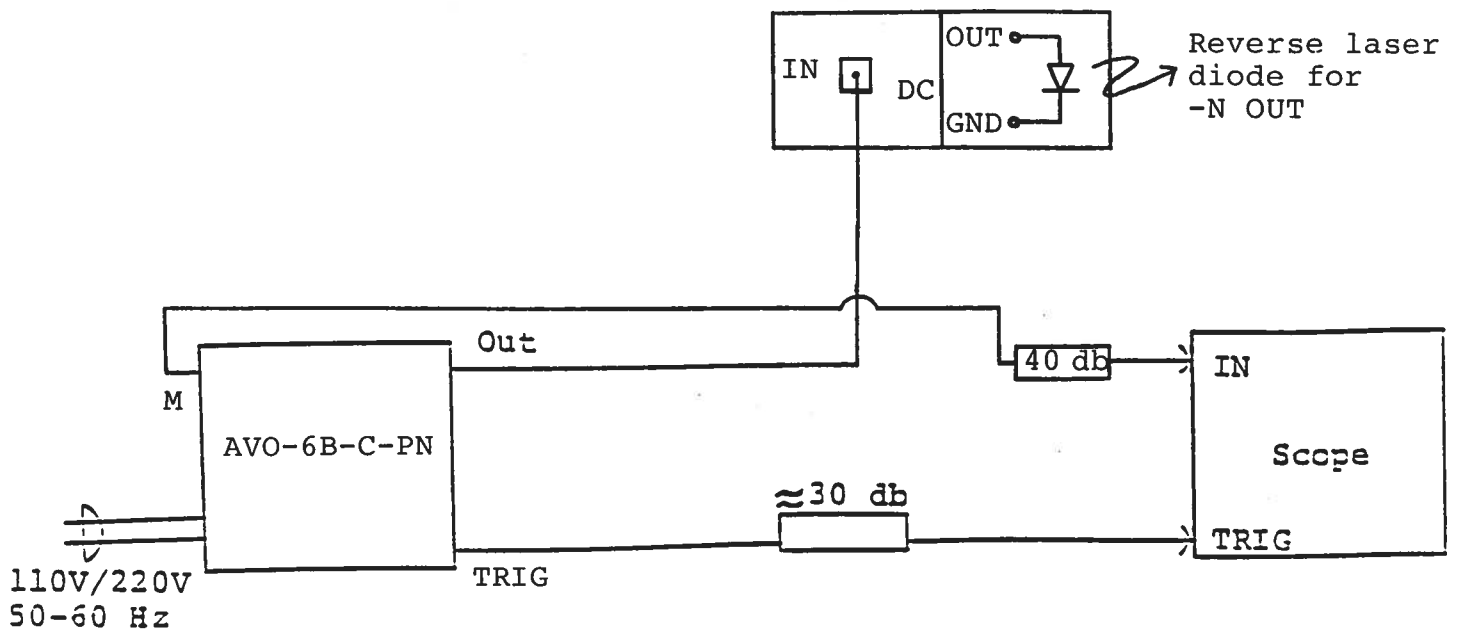 OUT
Reverse laser
diode for
-N OUT
IN
DC
GND
Out
M
AVO-6B-C-PN
40 db
IN
Scope
≈30 db
TRIG
TRIG
110V/220V
50-60 Hz